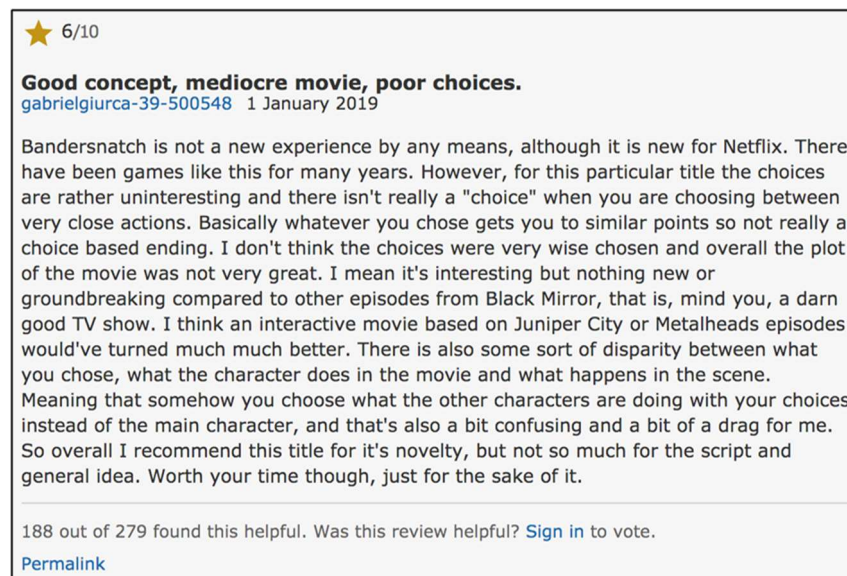 6/10
Good concept, mediocre movie, poor choices.
gabrielgiurca-39-500548 1 January 2019
Bandersnatch is not a new experience by any means, although it is new for Netflix. There
have been games like this for many years. However, for this particular title the choices
are rather uninteresting and there isn't really a "choice" when you are choosing between
very close actions. Basically whatever you chose gets you to similar points so not really a
choice based ending. I don't think the choices were very wise chosen and overall the plot
of the movie was not very great. I mean it's interesting but nothing new or
groundbreaking compared to other episodes from Black Mirror, that is, mind you, a darn
good TV show. I think an interactive movie based on Juniper City or Metalheads episodes
would've turned much much better. There is also some sort of disparity between what
you chose, what the character does in the movie and what happens in the scene.
Meaning that somehow you choose what the other characters are doing with your choices
instead of the main character, and that's also a bit confusing and a bit of a drag for me.
So overall I recommend this title for it's novelty, but not so much for the script and
general idea. Worth your time though, just for the sake of it.
188 out of 279 found this helpful. Was this review helpful? Sign in to vote.
Permalink